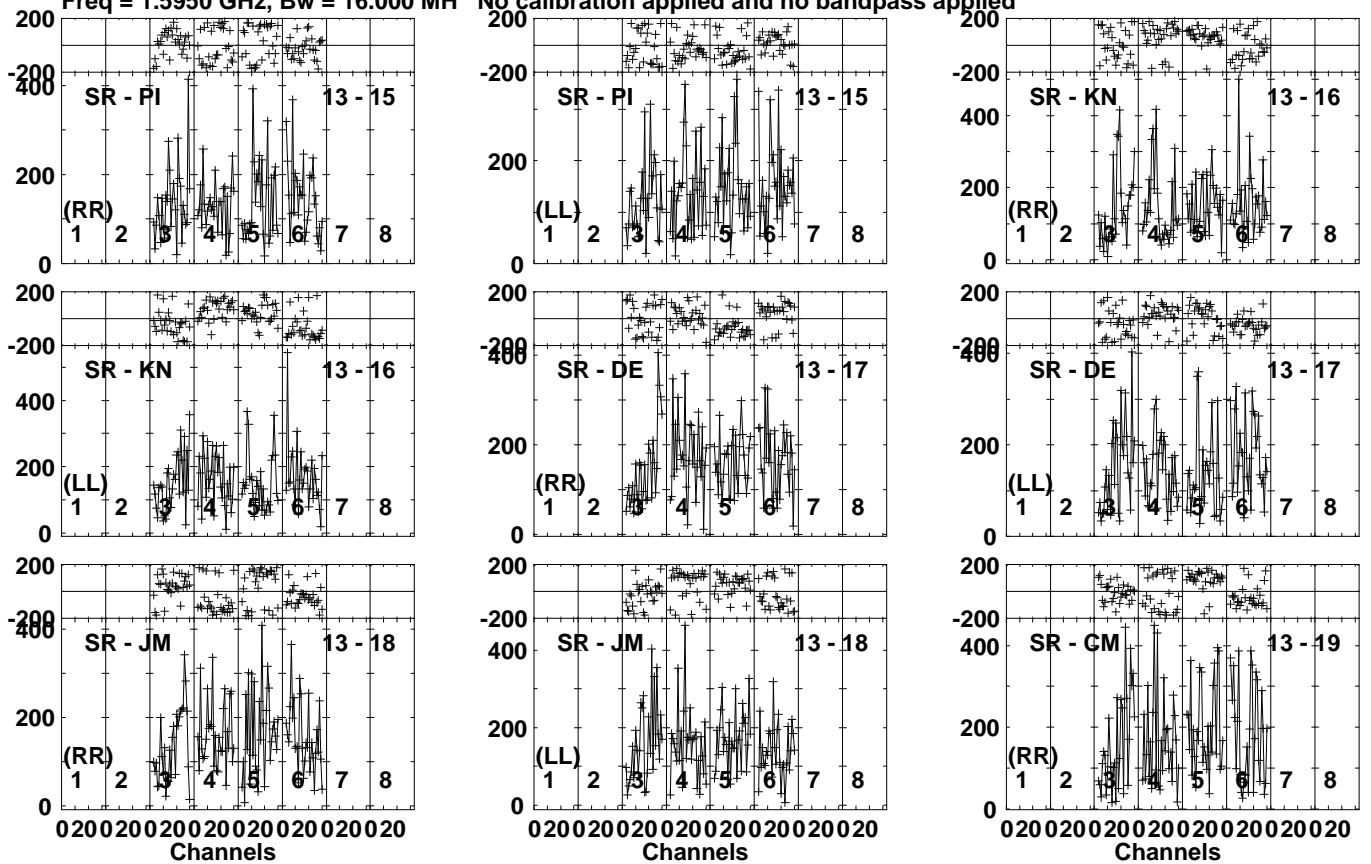 Freq = 1.5950 GHz, Bw = 16.000 MH No calibration applied and no bandpass applied
200 200 200
-200 -200 -200
400 SR - PI 13 - 15 SR - PI 13 - 15 SR - KN 13 - 16
400
200 200 200
(RR) (LL) (RR)
1 2 3 4 5 6 7 8 1 2 3 4 5 6 7 8 1 2 3 4 5 6 7 8
0 0 0
200 200 200
-200 -200 -200
400 400
SR - KN 13 - 16 SR - DE 13 - 17 SR - DE 13 - 17
400
200 200 200
(LL) (RR) (LL)
1 2 3 4 5 6 7 8 1 2 3 4 5 6 7 8 1 2 3 4 5 6 7 8
0 0 0
200 200 200
-200 -200 -200
400
SR - JM 13 - 18 SR - JM 13 - 18 SR - CM 13 - 19
400 400
200 200 200
(RR) (LL) (RR)
1 2 3 4 5 6 7 8 1 2 3 4 5 6 7 8 1 2 3 4 5 6 7 8
0 0 0
0 20 0 20 0 20 0 20 0 20 0 20 0 20 0 20 0 20 0 20 0 20 0 20 0 20 0 20 0 20 0 20 0 20 0 20 0 20 0 20 0 20 0 20 0 20 0 20
Channels Channels Channels